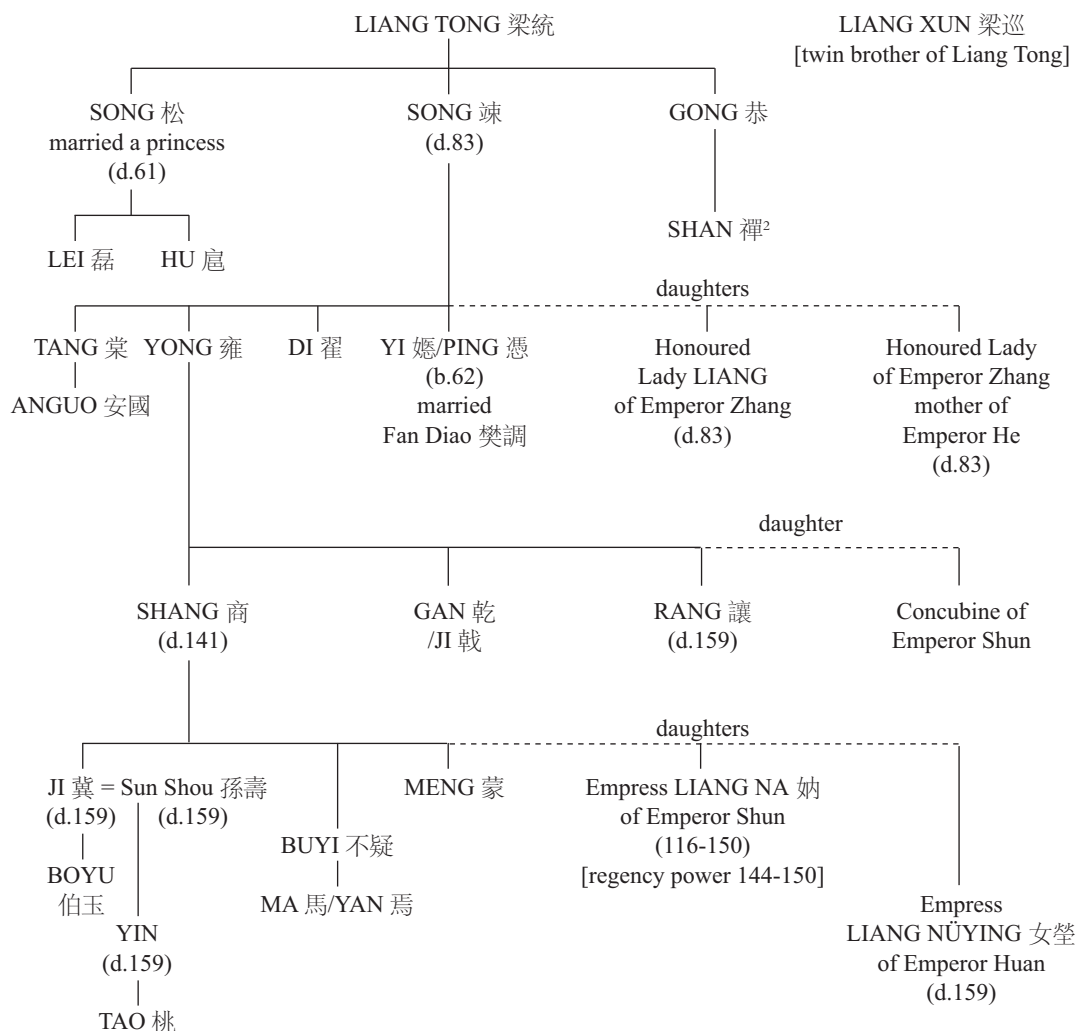 LIANG TONG 梁統
LIANG XUN 梁巡
[twin brother of Liang Tong]
SONG 松
married a princess
(d.61)
SONG 竦
(d.83)
GONG 恭
LEI 磊
HU 扈
SHAN 禪²
daughters
TANG 棠
YONG 雍
DI 翟
YI 嫕/PING 憑
(b.62)
married
Fan Diao 樊調
Honoured
Lady LIANG
of Emperor Zhang
(d.83)
Honoured Lady
of Emperor Zhang
mother of
Emperor He
(d.83)
ANGUO 安國
daughter
SHANG 商
(d.141)
GAN 乾
/JI 戟
RANG 讓
(d.159)
Concubine of
Emperor Shun
daughters
JI 冀 = Sun Shou 孫壽
(d.159) (d.159)
BUYI 不疑
MENG 蒙
Empress LIANG NA 妠
of Emperor Shun
(116-150)
[regency power 144-150]
BOYU
伯玉
MA 馬/YAN 焉
YIN
(d.159)
TAO 桃
Empress
LIANG NÜYING 女瑩
of Emperor Huan
(d.159)